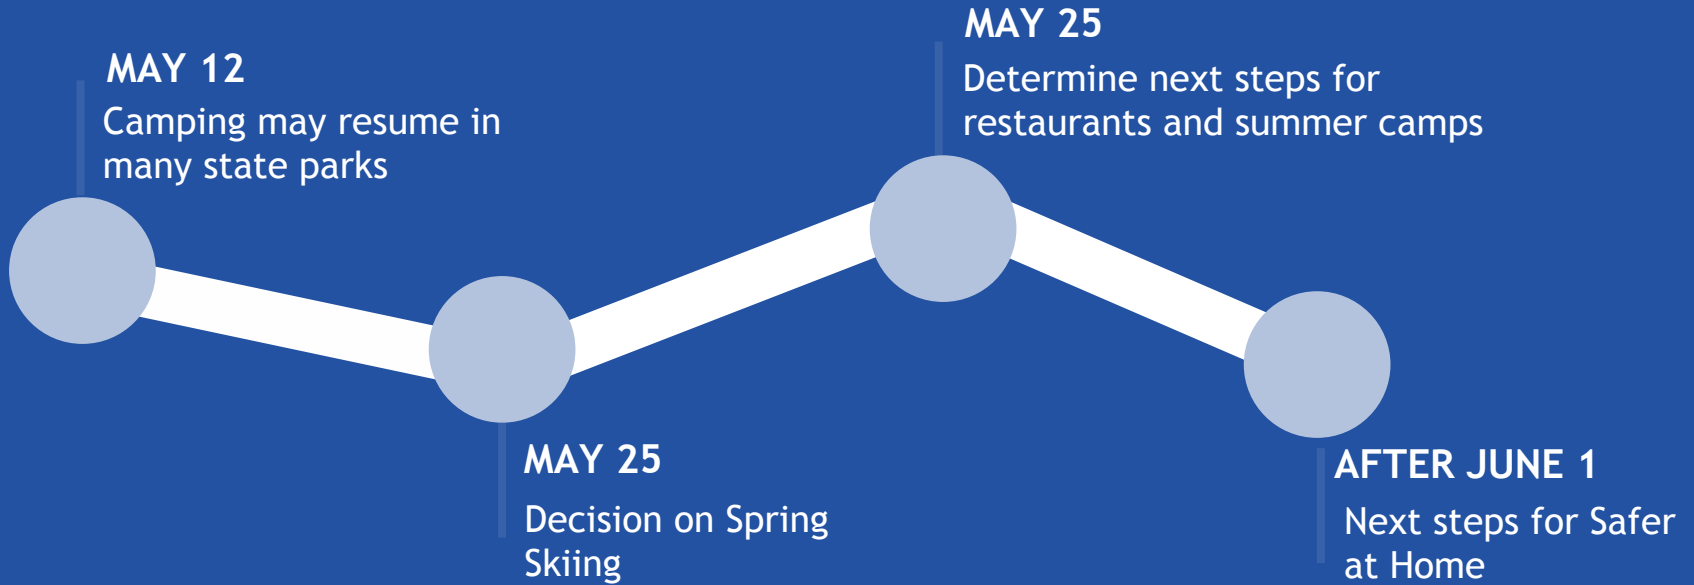 MAY 12
Camping may resume in
many state parks
MAY 25
Decision on Spring
Skiing
MAY 25
Determine next steps for
restaurants and summer camps
AFTER JUNE 1
Next steps for Safer
at Home